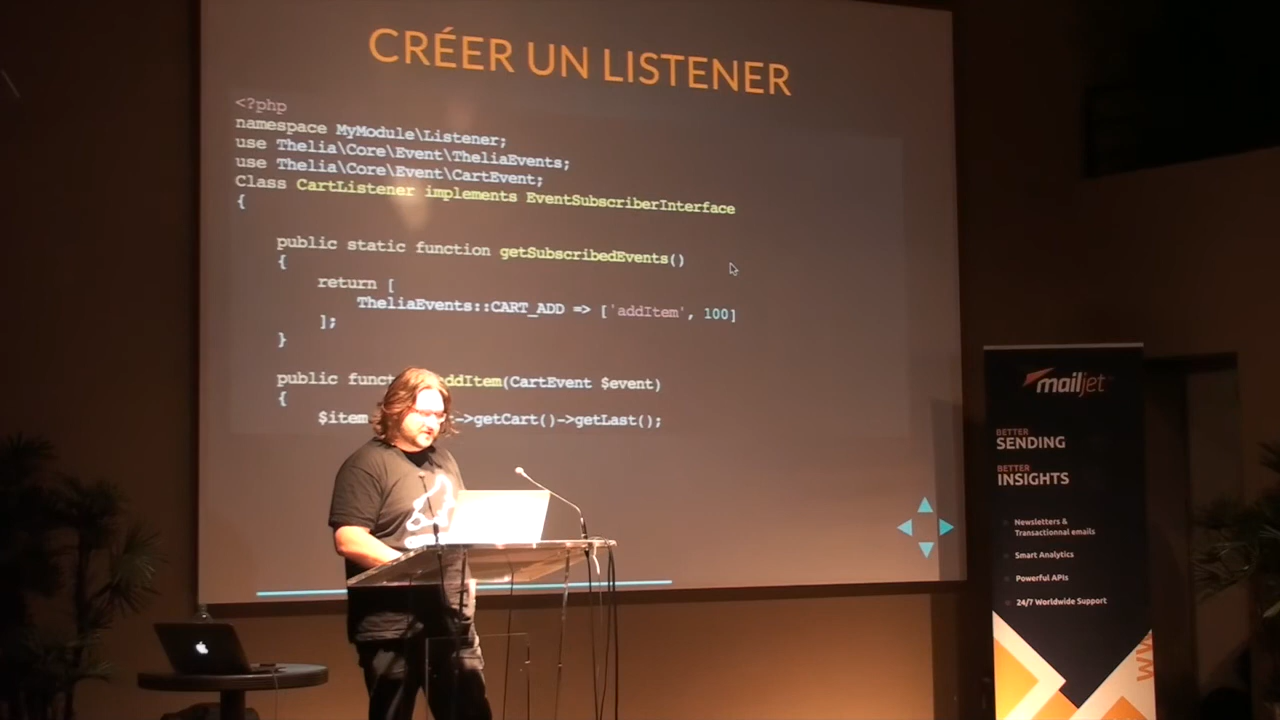 CRÉER UN LISTENER
<?php
namespace MyModule\Listener;
use Thelia\Core\Event\TheliaEvents;
use Thelia\Core\Event\CartEvent;
Class CartListener implements EventSubscriberInterface
{
public static function getSubscribedEvents()
{
return [
TheliaEvents::CART_ADD => ['addItem', 100]
];
}
public funct ddItem(CartEvent $event)
{
$item ->getCart()->getLast();
mailjet
BETTER
SENDING
BETTER
INSIGHTS
Newsletters &
Transactionnal emails
Smart Analytics
Powerful APIs
24/7 Worldwide Support